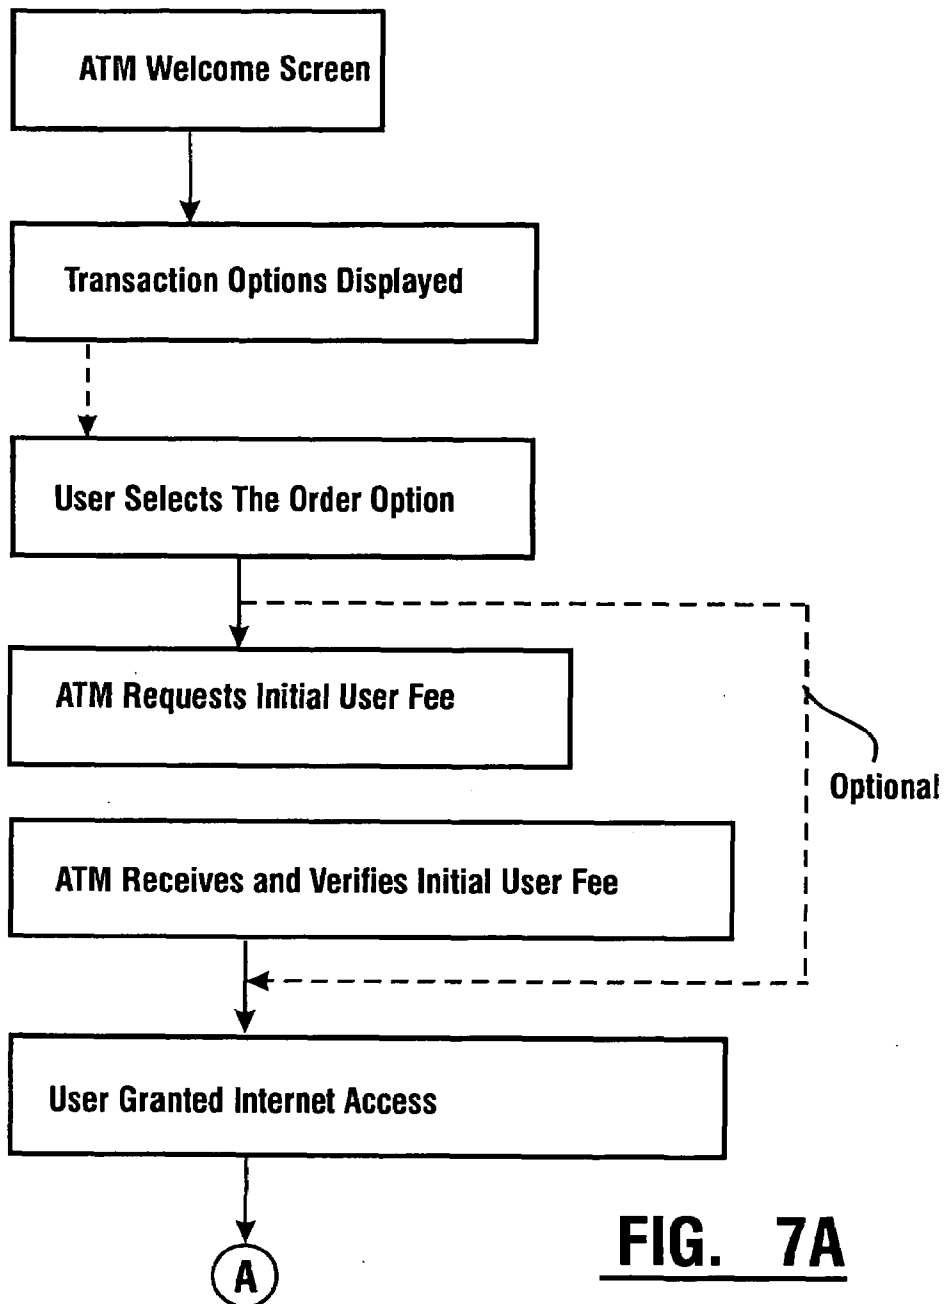 ATM Welcome Screen
Transaction Options Displayed
User Selects The Order Option
ATM Requests Initial User Fee
Optional
ATM Receives and Verifies Initial User Fee
User Granted Internet Access
A
FIG. 7A